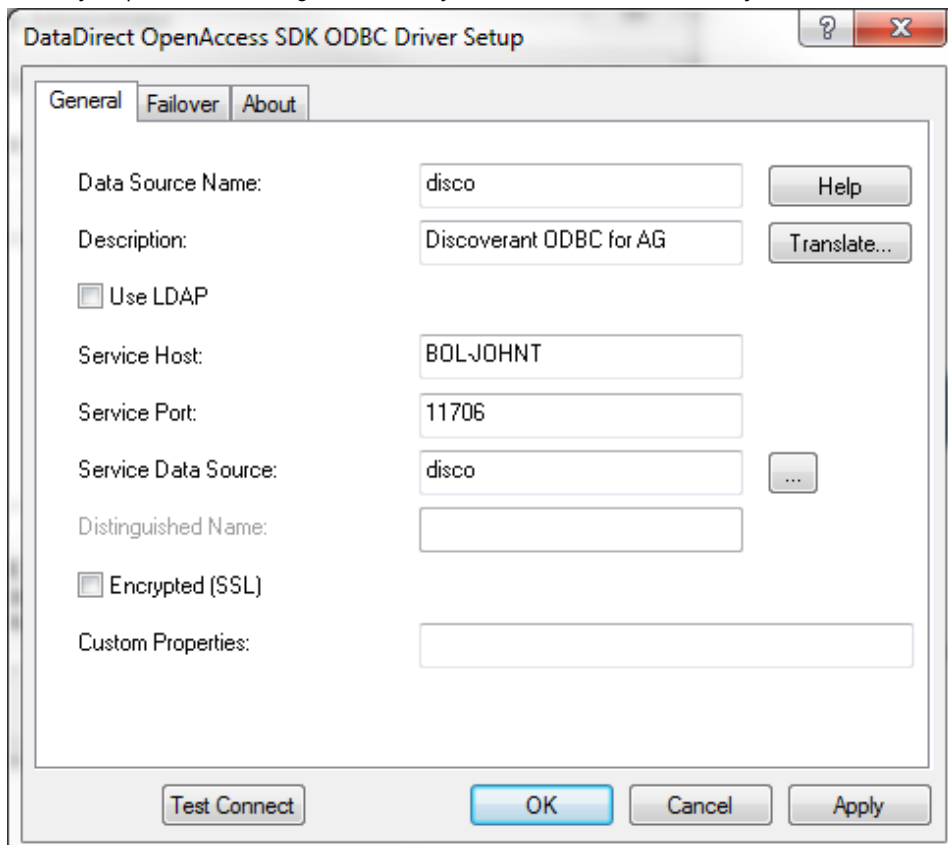 DataDirect OpenAccess SDK ODBC Driver Setup
General Failover About
Data Source Name: disco Help
Description: Discoverant ODBC for AG Translate...
Use LDAP
Service Host: BOL-JOHNT
Service Port: 11706
Service Data Source: disco ...
Distinguished Name:
Encrypted (SSL)
Custom Properties:
Test Connect OK Cancel Apply